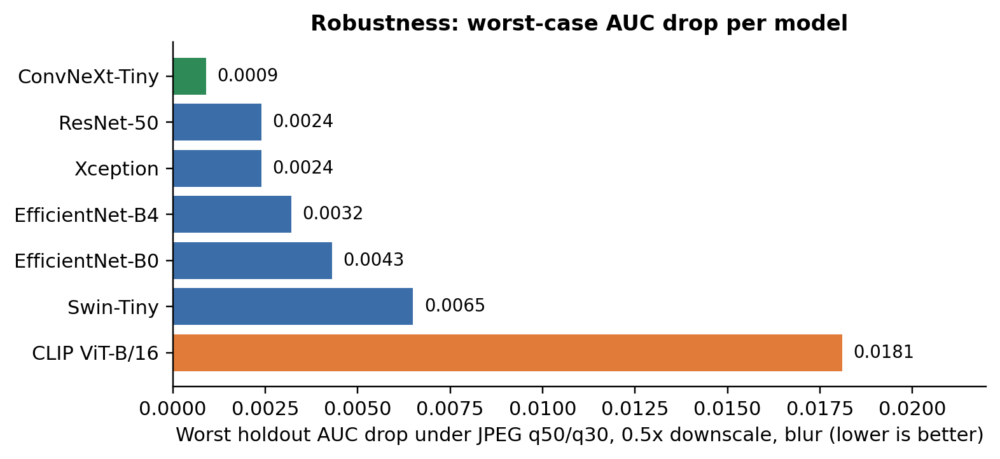 Robustness: worst-case AUC drop per model
ConvNeXt-Tiny 0.0009
ResNet-50 0.0024
Xception 0.0024
EfficientNet-B4 0.0032
EfficientNet-B0 0.0043
Swin-Tiny 0.0065
CLIP ViT-B/16 0.0181
0.0000 0.0025 0.0050 0.0075 0.0100 0.0125 0.0150 0.0175 0.0200
Worst holdout AUC drop under JPEG q50/q30, 0.5x downscale, blur (lower is better)